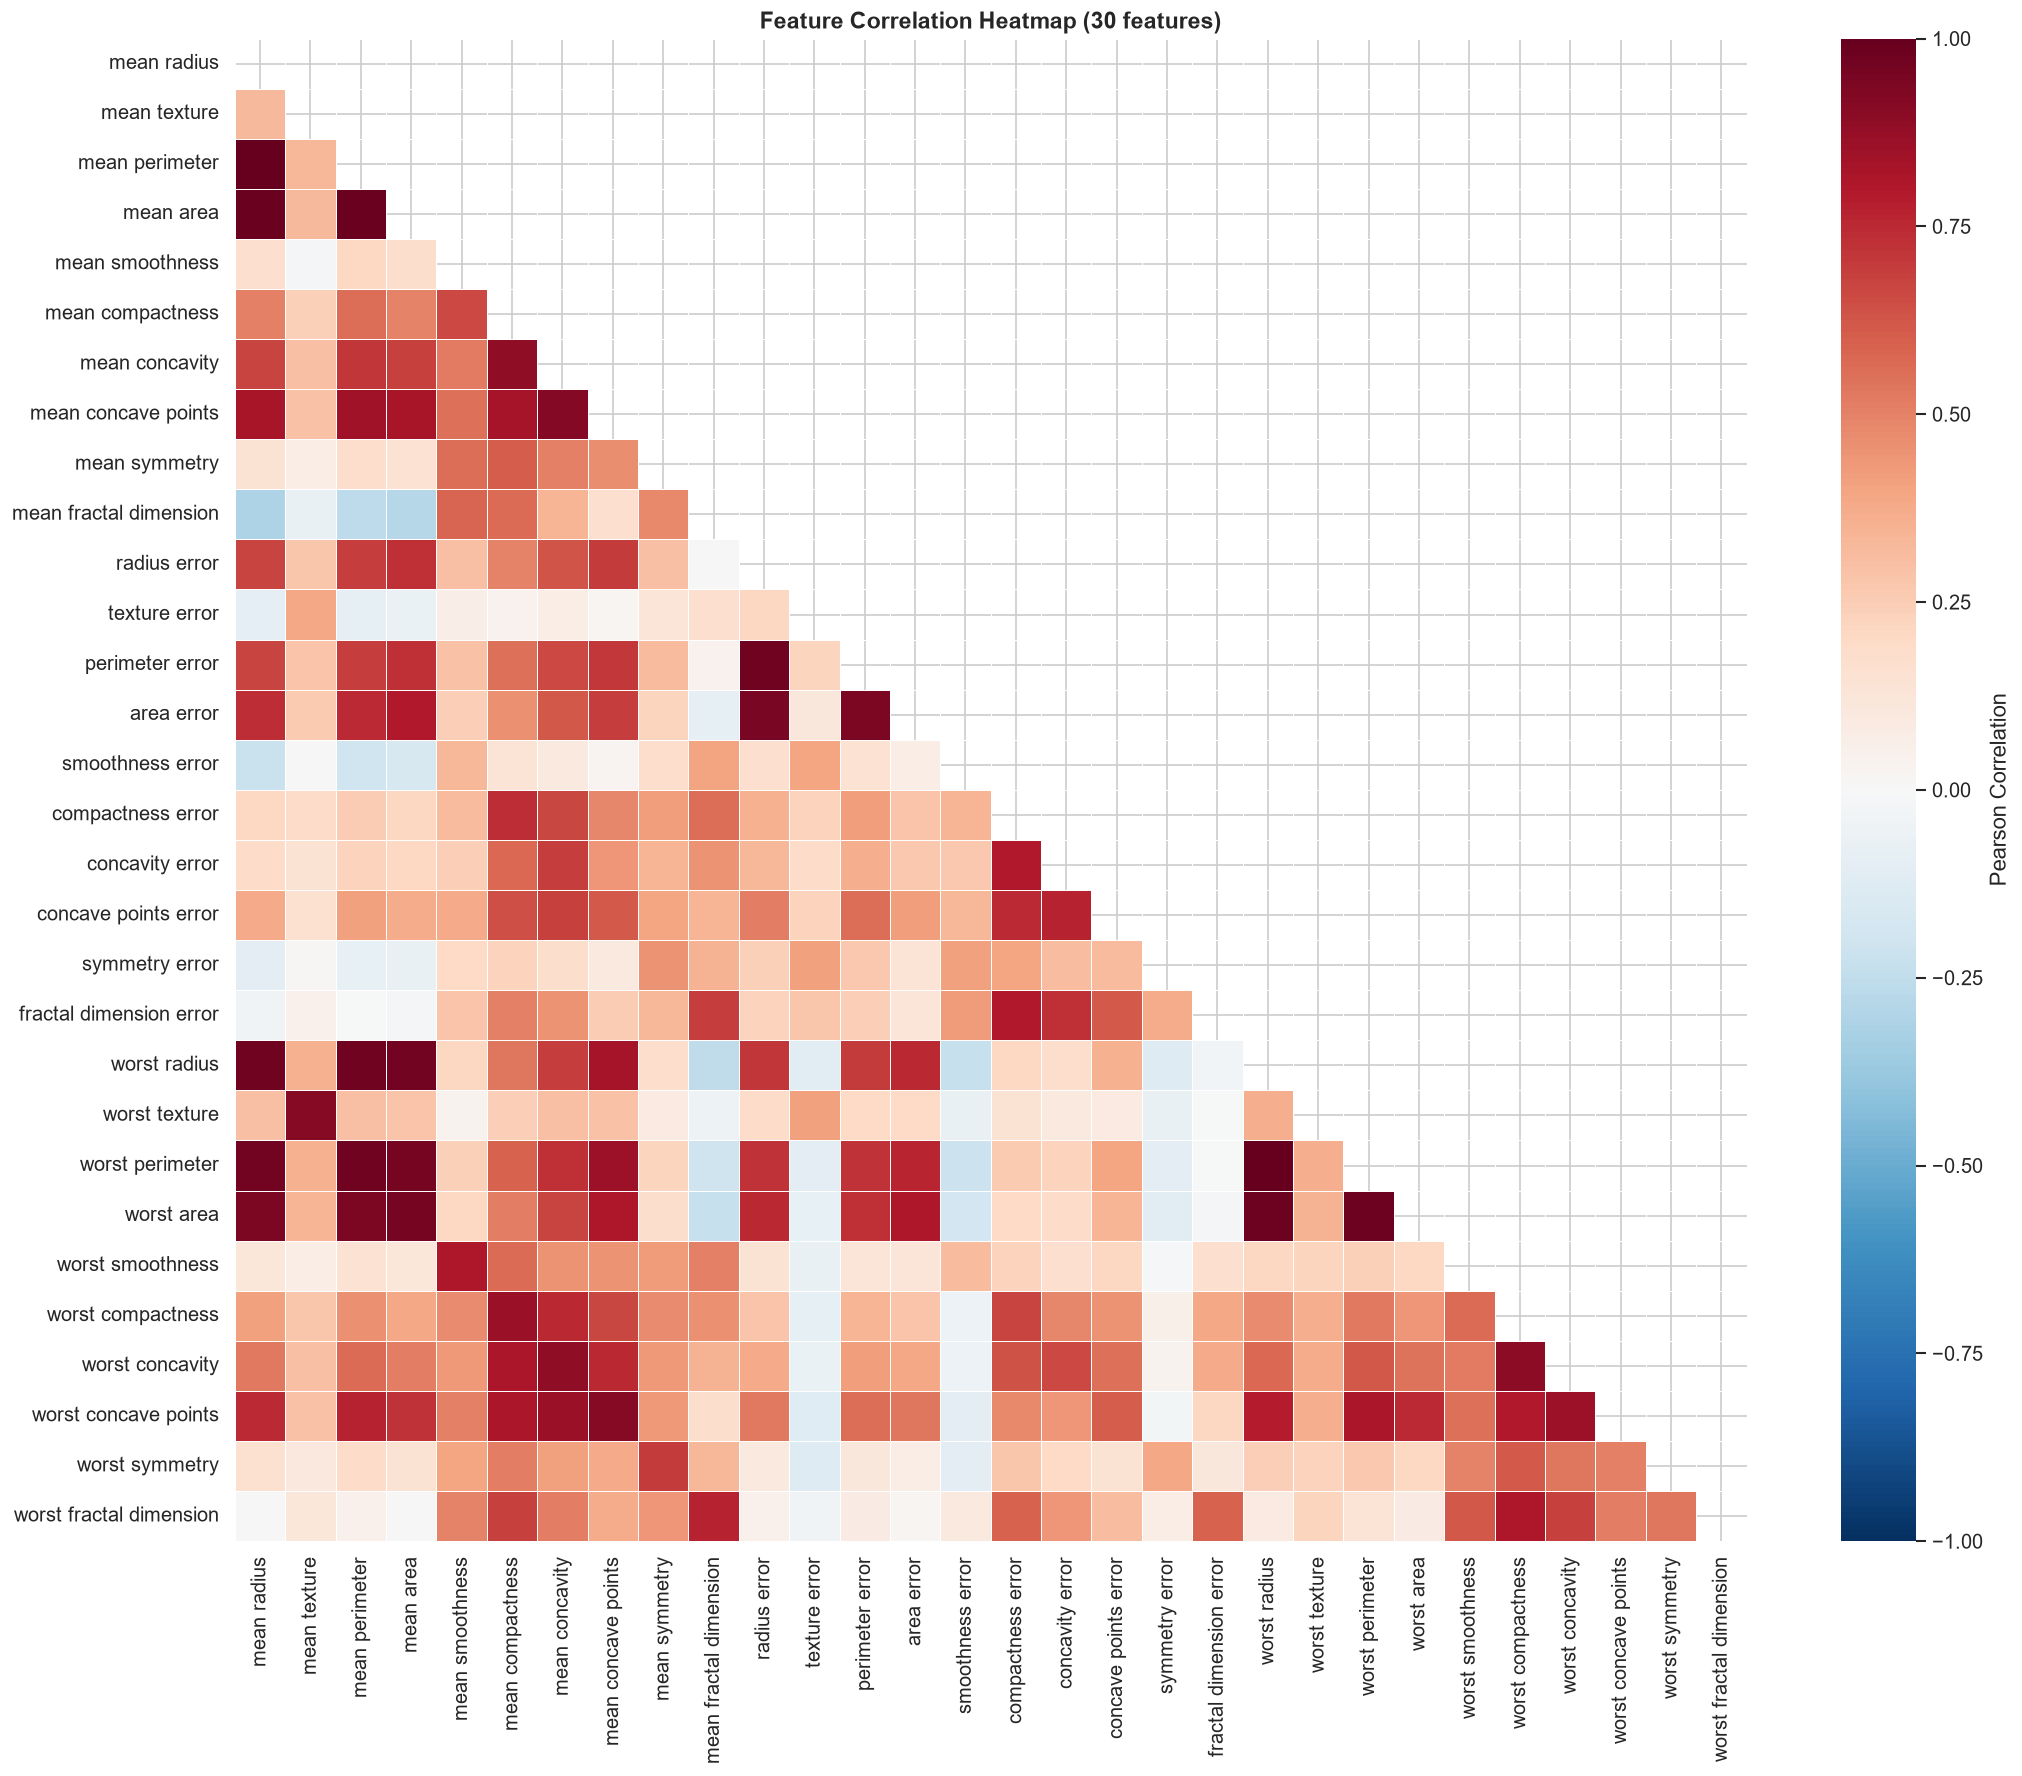 Feature Correlation Heatmap (30 features)
mean radius
mean texture
mean perimeter
mean area
mean smoothness
mean compactness
mean concavity
mean concave points
mean symmetry
mean fractal dimension
radius error
texture error
perimeter error
area error
smoothness error
compactness error
concavity error
concave points error
symmetry error
fractal dimension error
worst radius
worst texture
worst perimeter
worst area
worst smoothness
worst compactness
worst concavity
worst concave points
worst symmetry
worst fractal dimension
mean radius
mean texture
mean perimeter
mean area
mean smoothness
mean compactness
mean concavity
mean concave points
mean symmetry
mean fractal dimension
radius error
texture error
perimeter error
area error
smoothness error
compactness error
concavity error
concave points error
symmetry error
fractal dimension error
worst radius
worst texture
worst perimeter
worst area
worst smoothness
worst compactness
worst concavity
worst concave points
worst symmetry
worst fractal dimension
1.00
0.75
0.50
0.25
0.00
−0.25
−0.50
−0.75
−1.00
Pearson Correlation